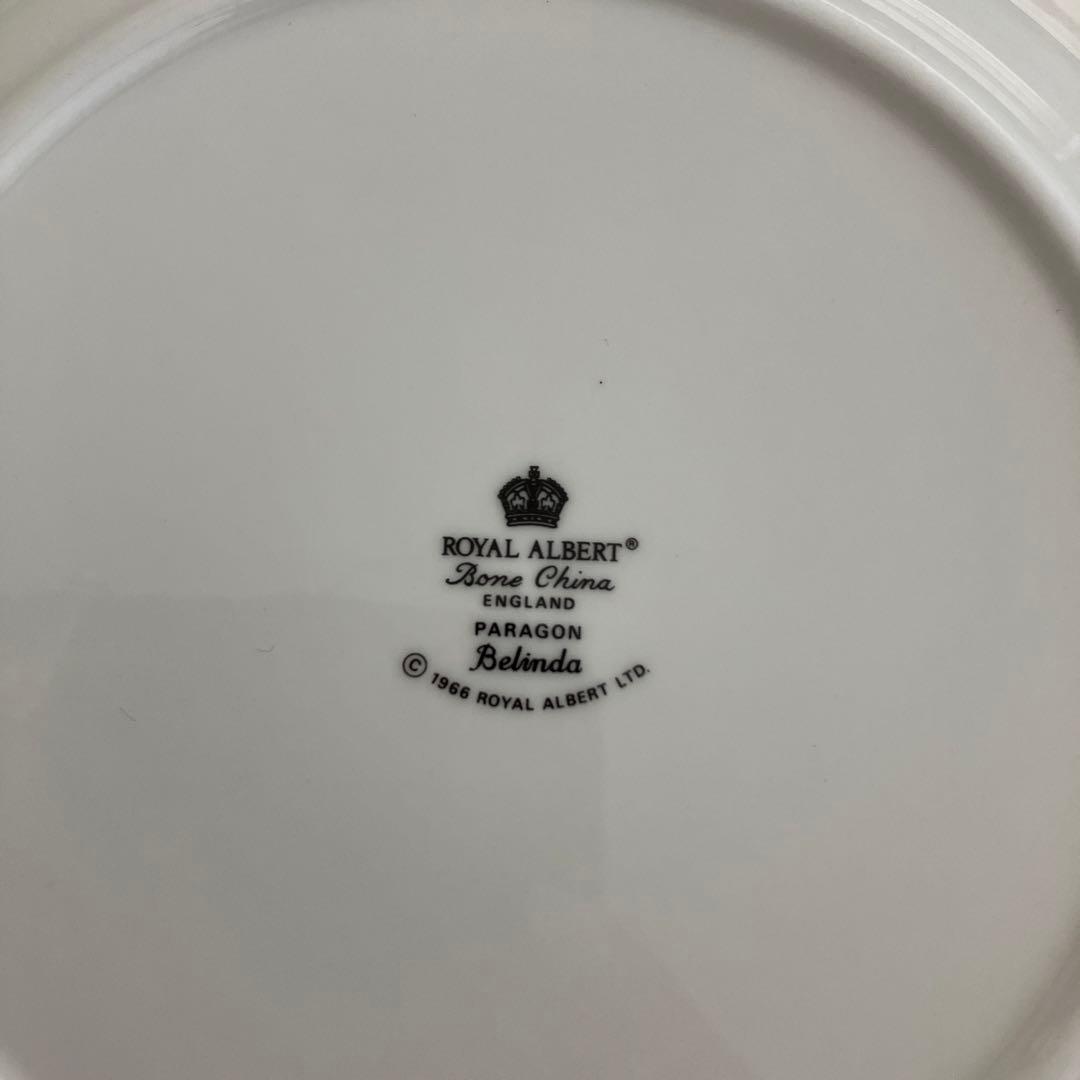 ROYAL ALBERT®
Bone China
ENGLAND
PARAGON
Belinda
© 1966 ROYAL ALBERT LTD.